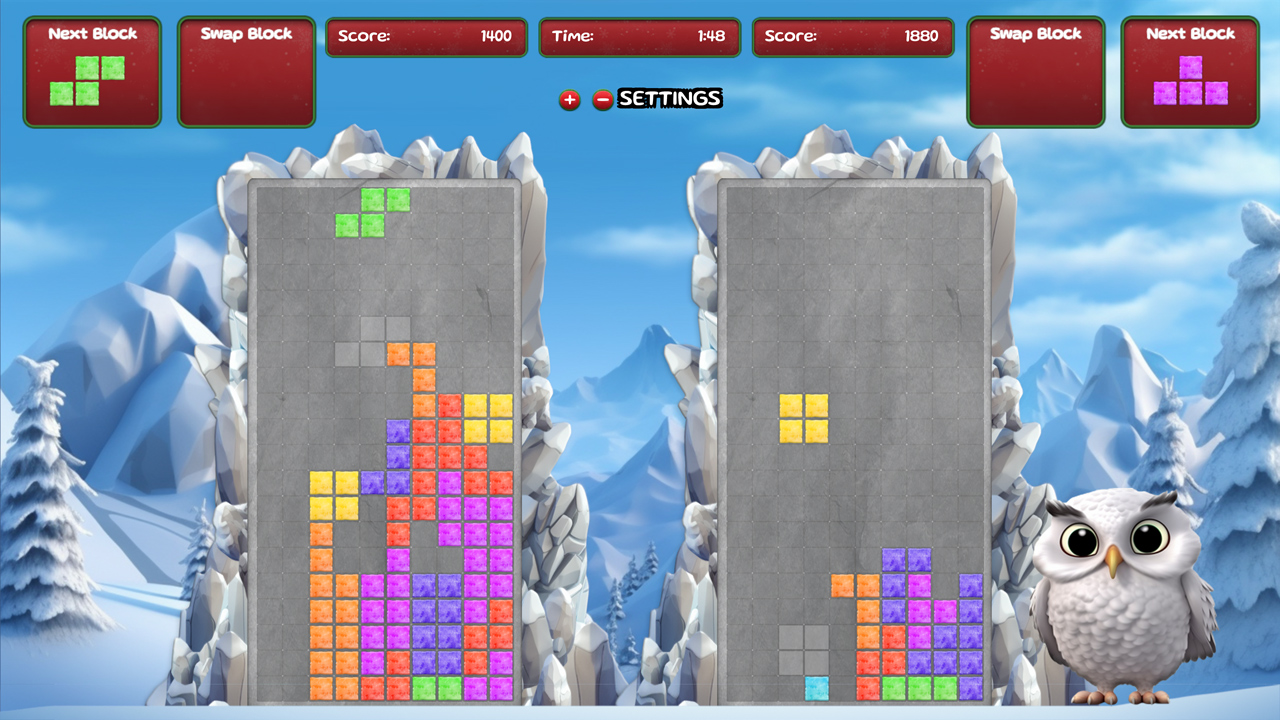 Next Block
Swap Block
Score: 1400
Time: 1:48
Score: 1880
Swap Block
Next Block
+ - SETTINGS